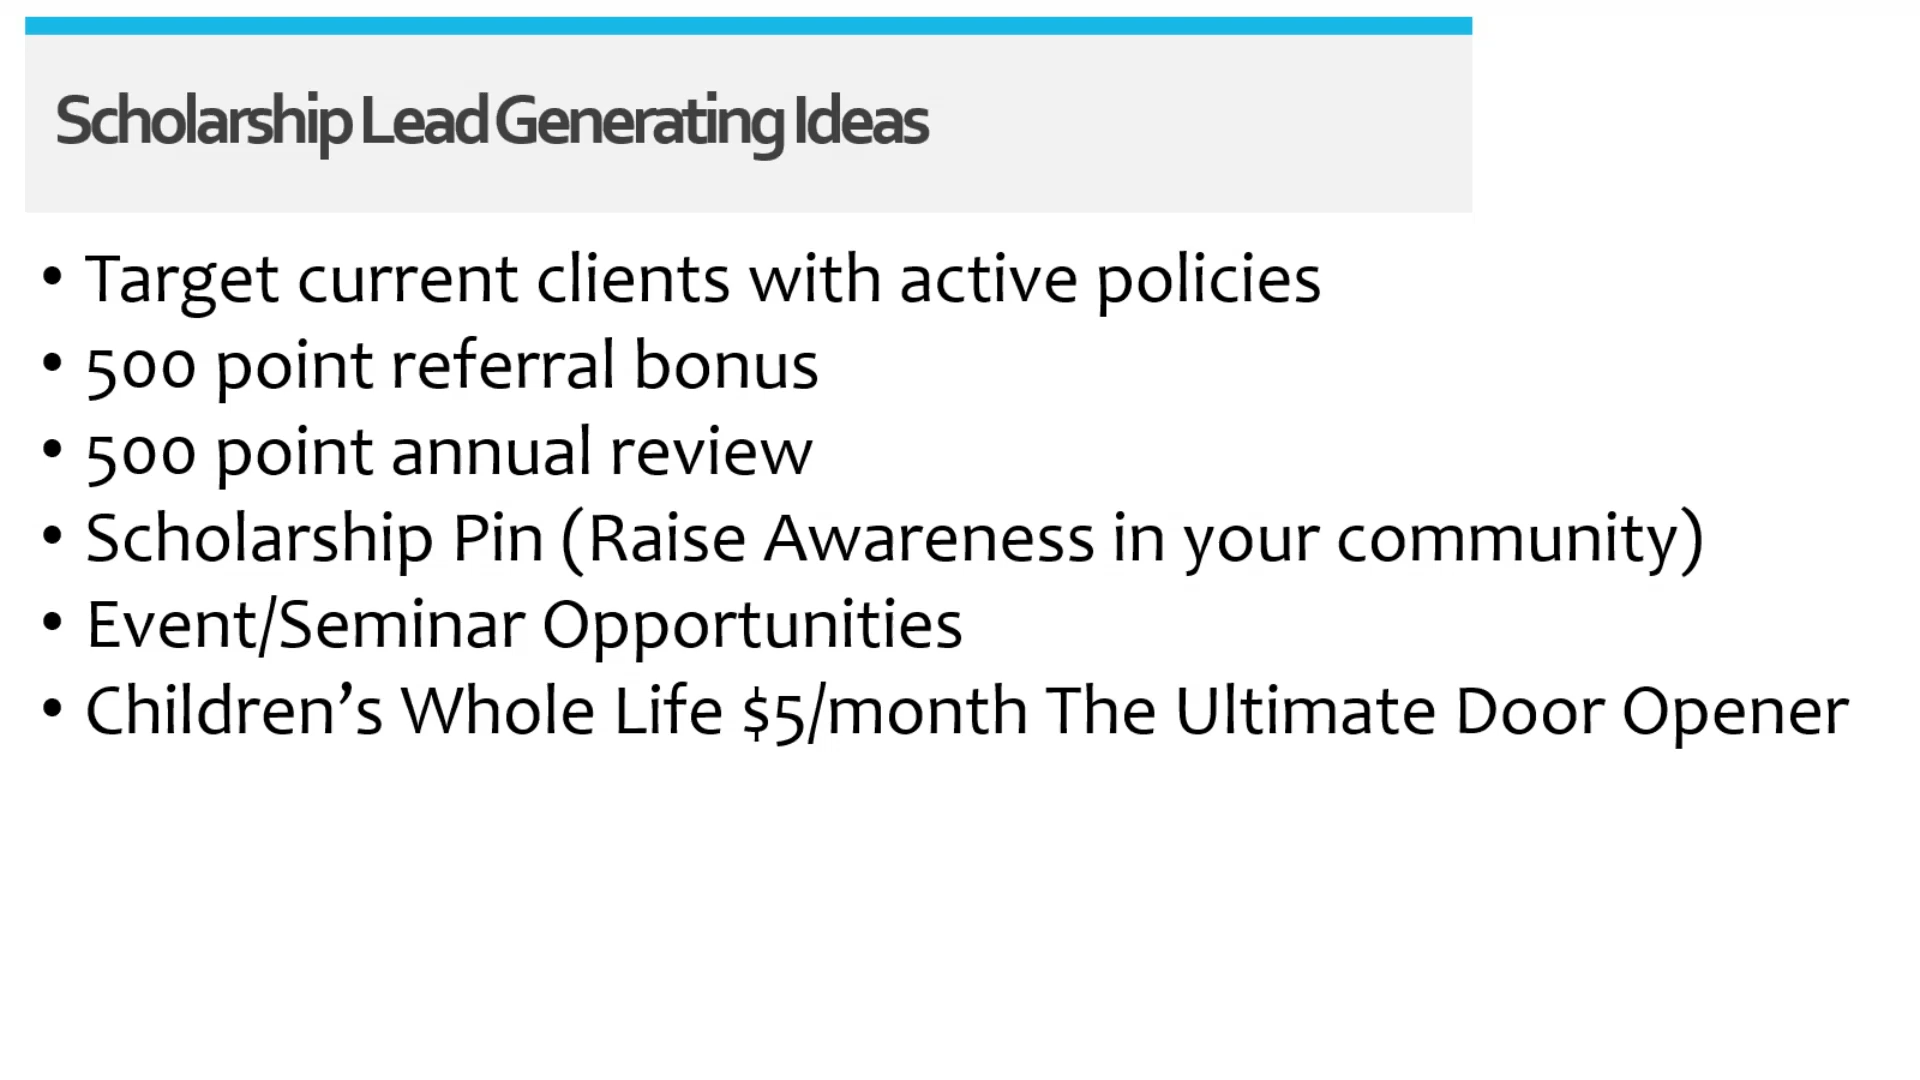 Scholarship Lead Generating Ideas
• Target current clients with active policies
• 500 point referral bonus
• 500 point annual review
• Scholarship Pin (Raise Awareness in your community)
• Event/Seminar Opportunities
• Children’s Whole Life $5/month The Ultimate Door Opener